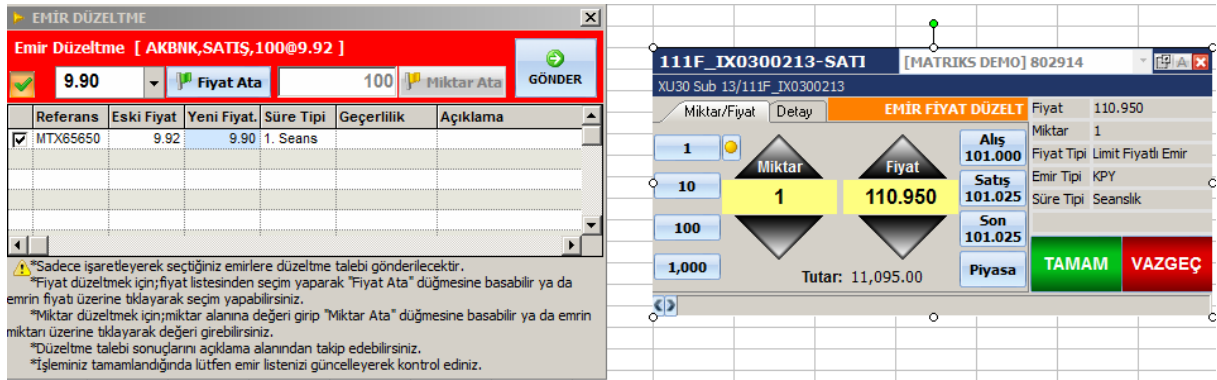 EMİR DÜZELTME
Emir Düzeltme [ AKBNK,SATIŞ,100@9.92 ]
9.90 Fiyat Ata 100 Miktar Ata GÖNDER
Referans Eski Fiyat Yeni Fiyat. Süre Tipi Geçerlilik Açıklama
MTX65650 9.92 9.90 1. Seans
*Sadece işaretleyerek seçtiğiniz emirlere düzeltme talebi gönderilecektir.
*Fiyat düzeltmek için;fiyat listesinden seçim yaparak "Fiyat Ata" düğmesine basabilir ya da
emrin fiyatı üzerine tıklayarak seçim yapabilirsiniz.
*Miktar düzeltmek için;miktar alanına değeri girip "Miktar Ata" düğmesine basabilir ya da emrin
miktarı üzerine tıklayarak değeri girebilirsiniz.
*Düzeltme talebi sonuçlarını açıklama alanından takip edebilirsiniz.
*İşleminiz tamamlandığında lütfen emir listenizi güncelleyerek kontrol ediniz.
111F_IX0300213-SATI [MATRIKS DEMO] 802914 A
XU30 Sub 13/111F_IX0300213
Miktar/Fiyat Detay EMİR FİYAT DÜZELT
1
10
100
1,000
Miktar
1
Fiyat
110.950
Tutar: 11,095.00
Alış
101.000
Satış
101.025
Son
101.025
Piyasa
Fiyat 110.950
Miktar 1
Fiyat Tipi Limit Fiyatlı Emir
Emir Tipi KPY
Süre Tipi Seanslık
TAMAM VAZGEÇ